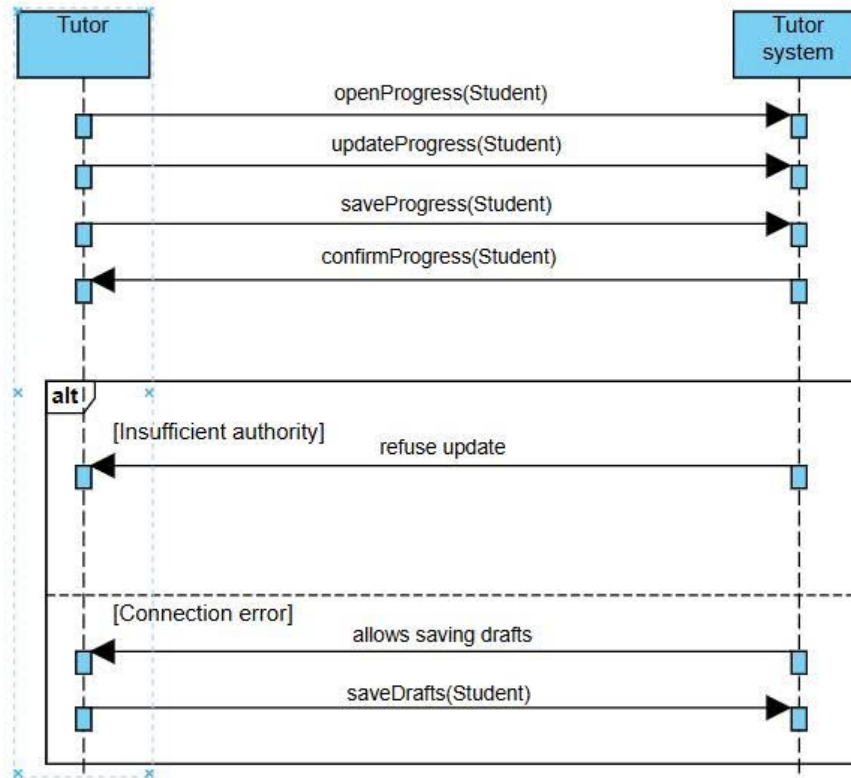 Tutor
Tutor
system
openProgress(Student)
updateProgress(Student)
saveProgress(Student)
confirmProgress(Student)
alt
[Insufficient authority]
refuse update
[Connection error]
allows saving drafts
saveDrafts(Student)